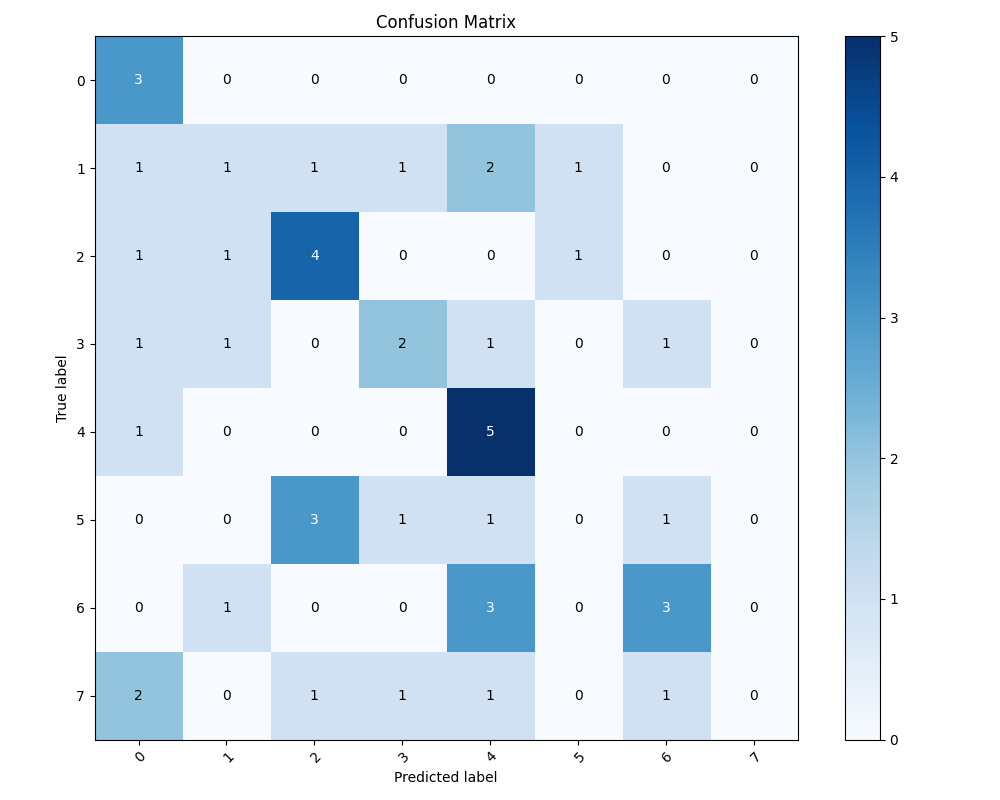 Confusion Matrix
0 3 0 0 0 0 0 0 0
1 1 1 1 1 2 1 0 0
2 1 1 4 0 0 1 0 0
3 1 1 0 2 1 0 1 0
4 1 0 0 0 5 0 0 0
5 0 0 3 1 1 0 1 0
6 0 1 0 0 3 0 3 0
7 2 0 1 1 1 0 1 0
0 1 2 3 4 5 6 7
True label
Predicted label
5
4
3
2
1
0